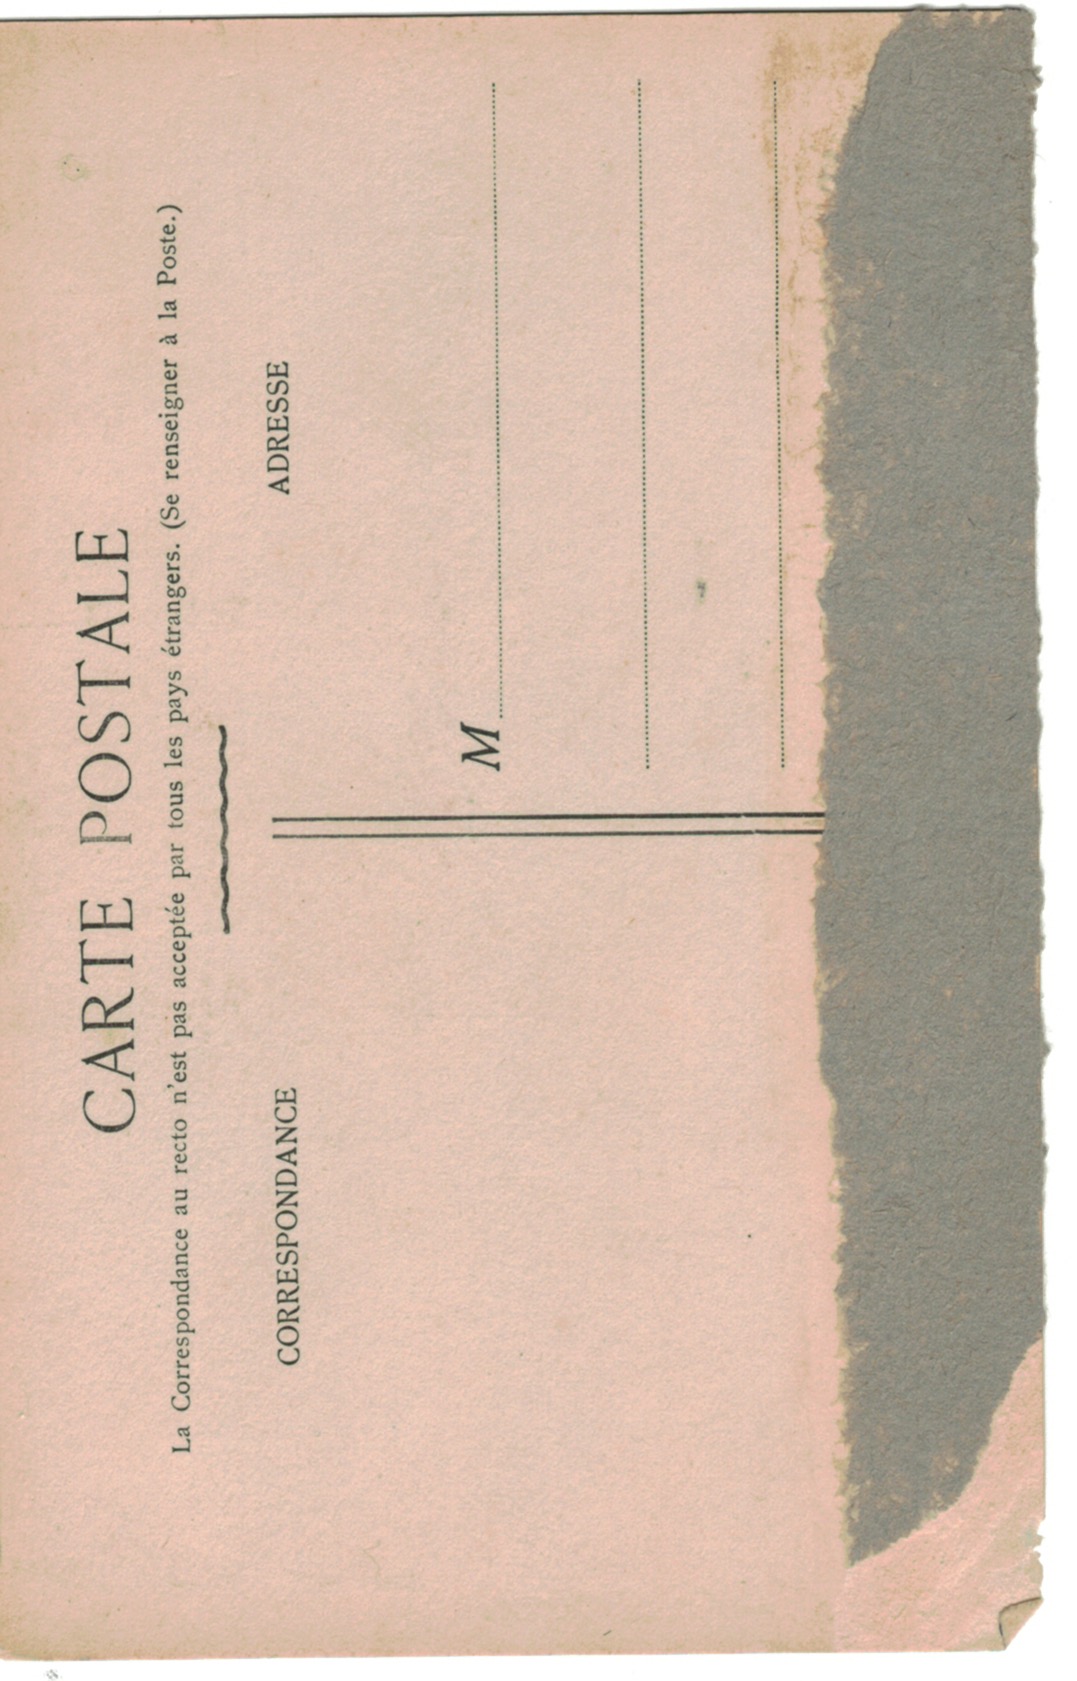 CARTE POSTALE
La Correspondance au recto n'est pas acceptée par tous les pays étrangers. (Se renseigner à la Poste.)
CORRESPONDANCE
ADRESSE
M